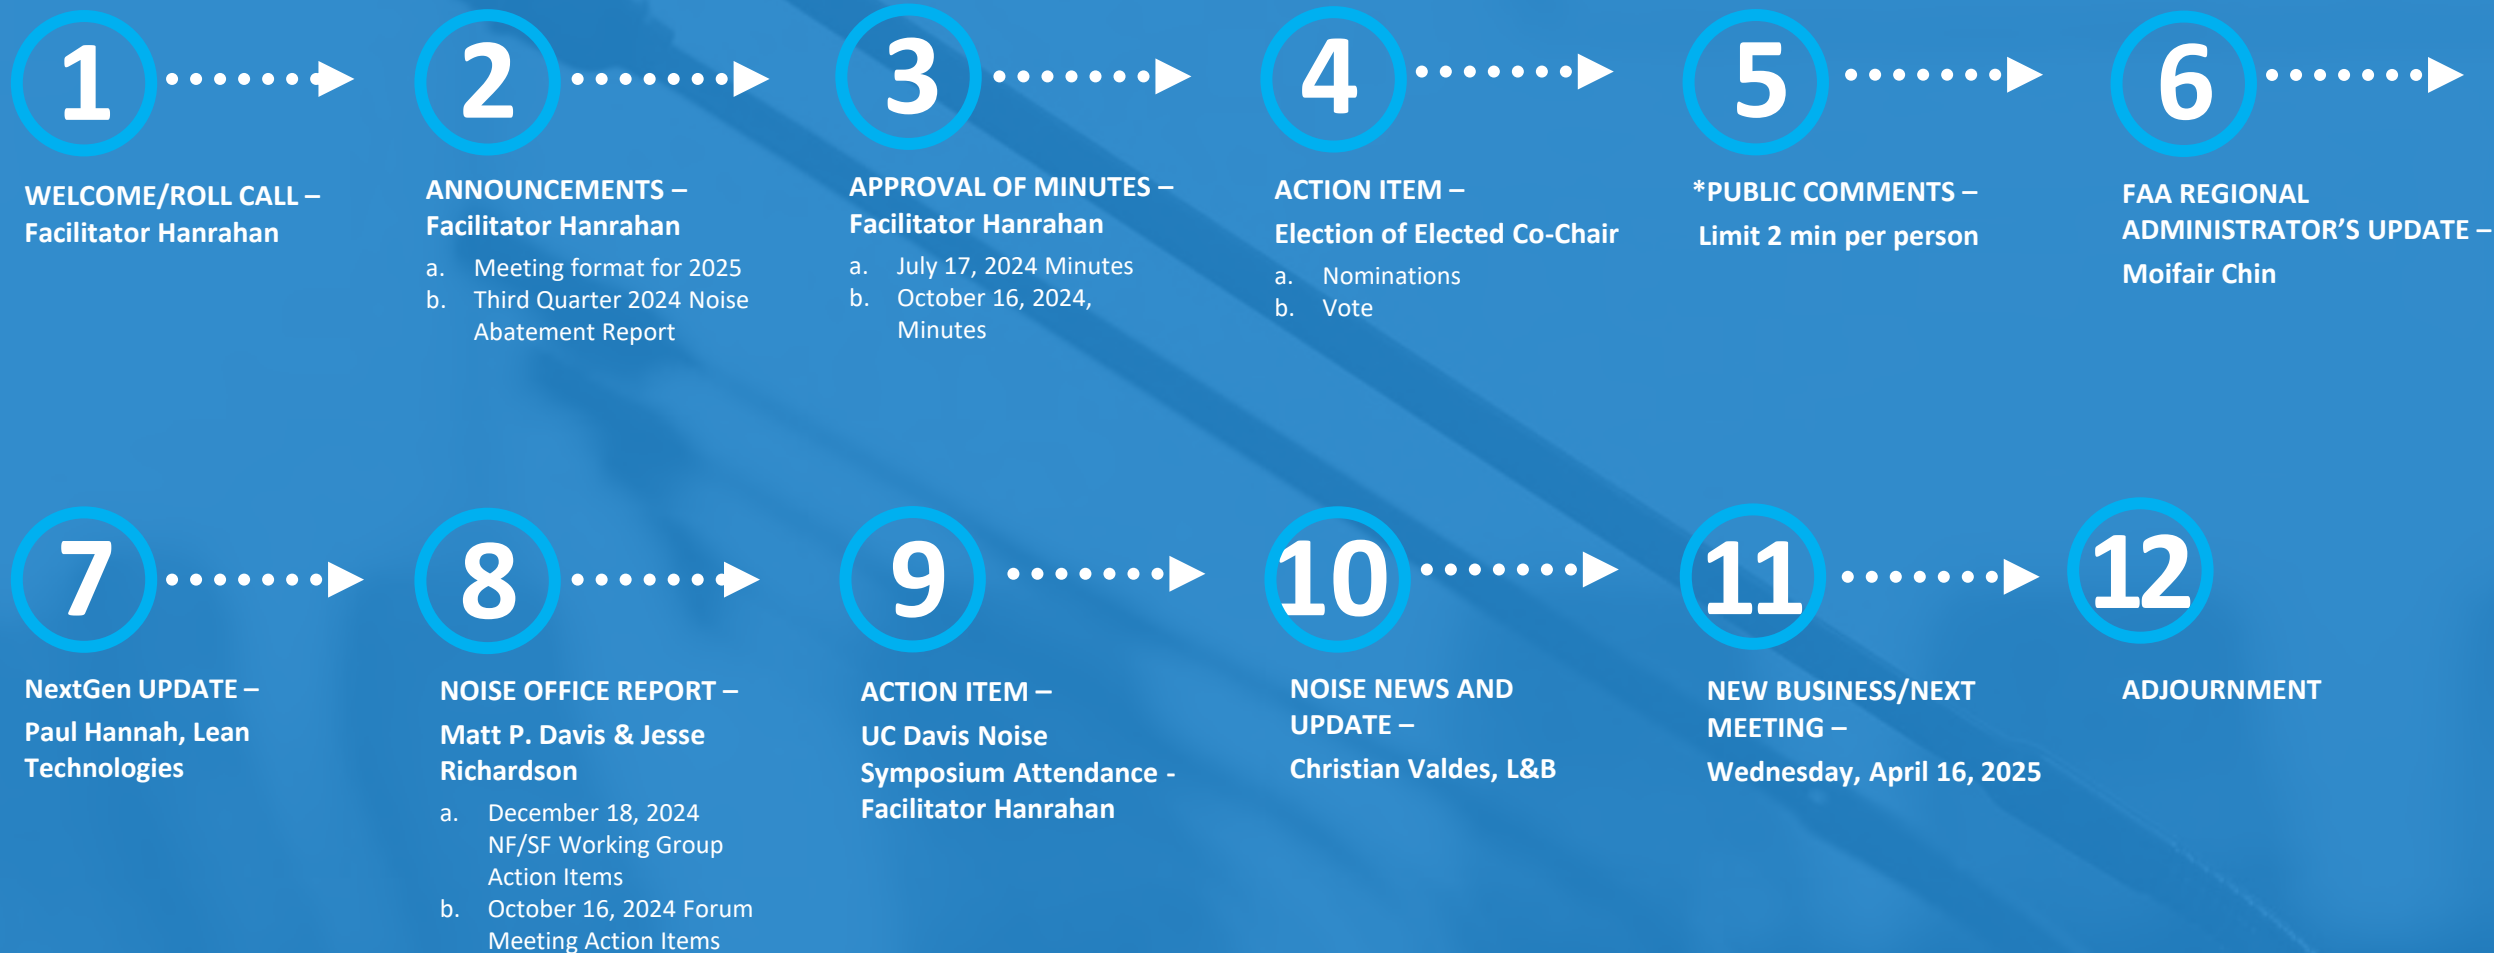 1
WELCOME/ROLL CALL –
Facilitator Hanrahan
2
ANNOUNCEMENTS –
Facilitator Hanrahan
a. Meeting format for 2025
b. Third Quarter 2024 Noise
Abatement Report
3
APPROVAL OF MINUTES –
Facilitator Hanrahan
a. July 17, 2024 Minutes
b. October 16, 2024,
Minutes
4
ACTION ITEM –
Election of Elected Co-Chair
a. Nominations
b. Vote
5
*PUBLIC COMMENTS –
Limit 2 min per person
6
FAA REGIONAL
ADMINISTRATOR’S UPDATE –
Moifair Chin
7
NextGen UPDATE –
Paul Hannah, Lean
Technologies
8
NOISE OFFICE REPORT –
Matt P. Davis & Jesse
Richardson
a. December 18, 2024
NF/SF Working Group
Action Items
b. October 16, 2024 Forum
Meeting Action Items
9
ACTION ITEM –
UC Davis Noise
Symposium Attendance -
Facilitator Hanrahan
10
NOISE NEWS AND
UPDATE –
Christian Valdes, L&B
11
NEW BUSINESS/NEXT
MEETING –
Wednesday, April 16, 2025
12
ADJOURNMENT